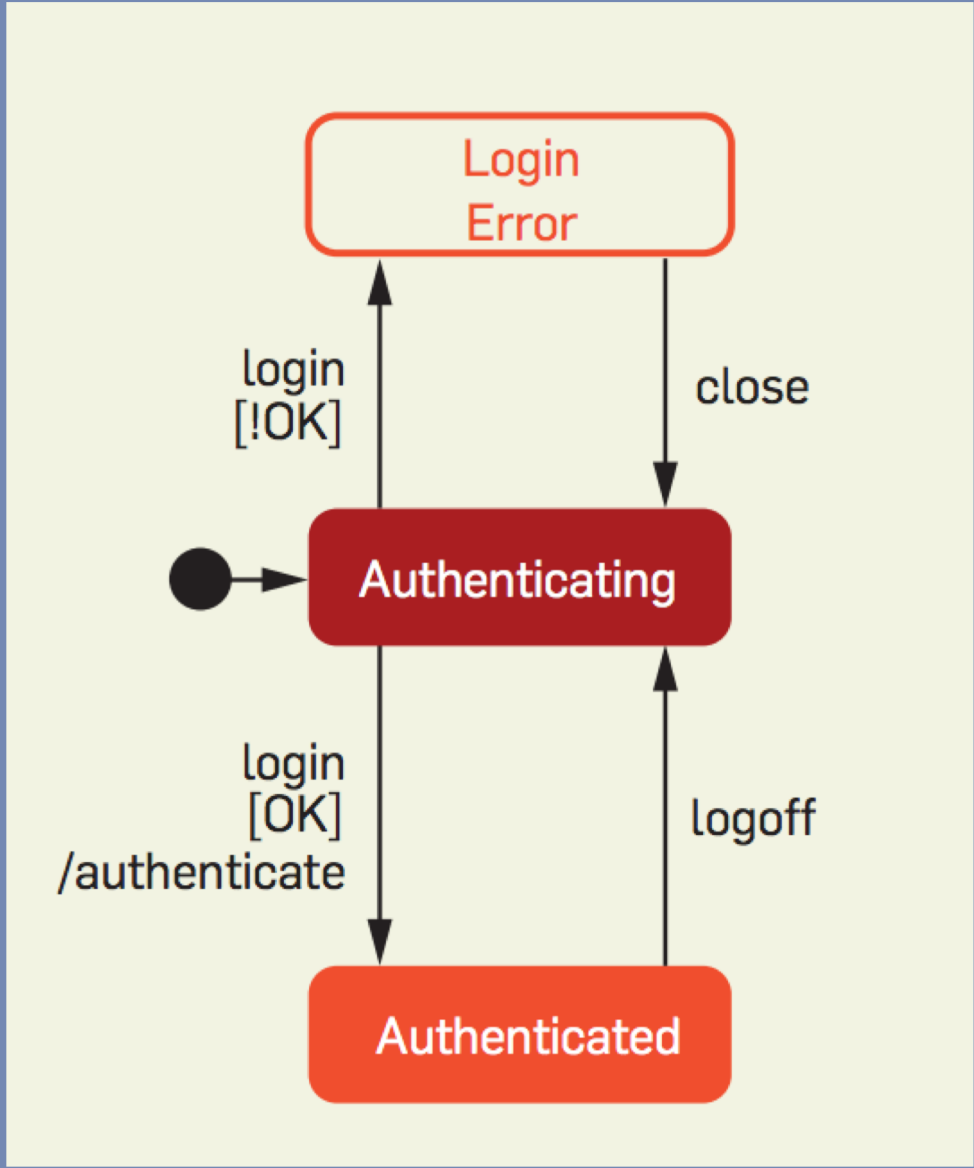 Login
Error
login
[!OK]
close
Authenticating
login
[OK]
/authenticate
logoff
Authenticated